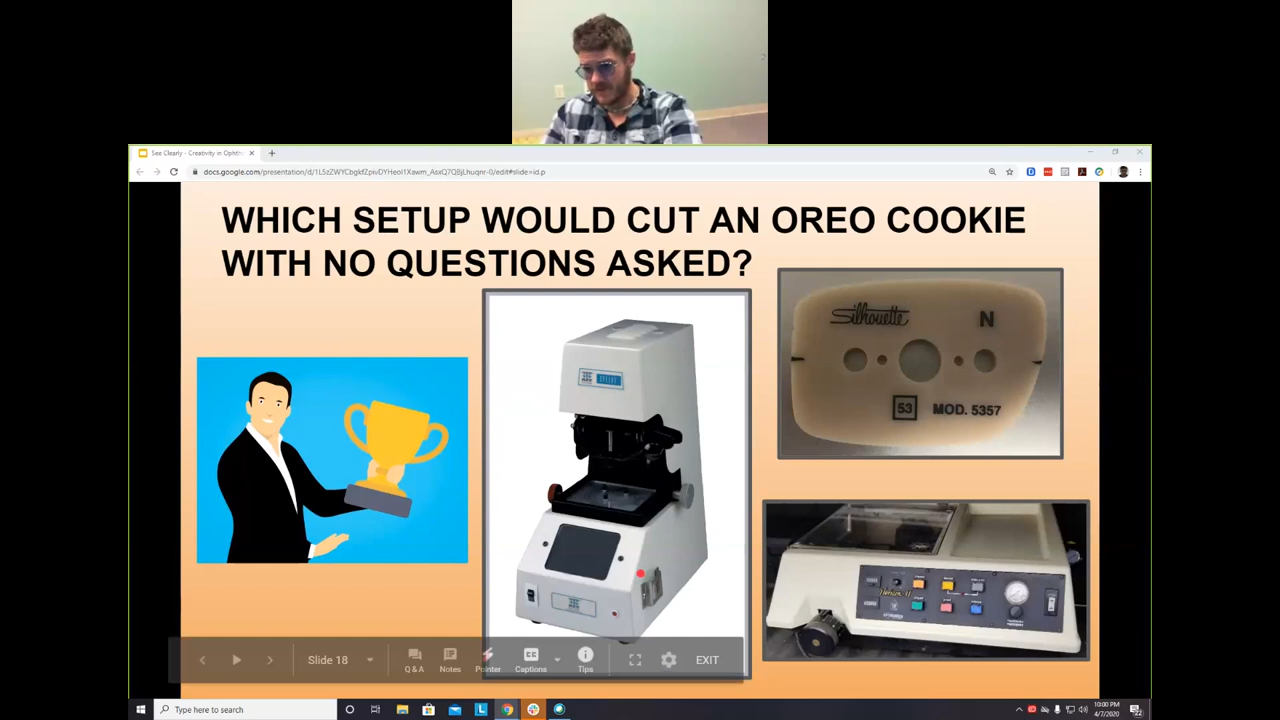 See Clearly - Creativity in Ophth
docs.google.com/presentation/d/1L5zZWYCbgkfZpivDYHeoI1Xawm_AsxQ7QBjLhuqnr-0/edit#slide=id.p
WHICH SETUP WOULD CUT AN OREO COOKIE
WITH NO QUESTIONS ASKED?
Silhouette
N
53 MOD. 5357
Slide 18
Q & A
Notes
Pointer
Captions
Tips
EXIT
Type here to search
10:00 PM
4/7/2020
22